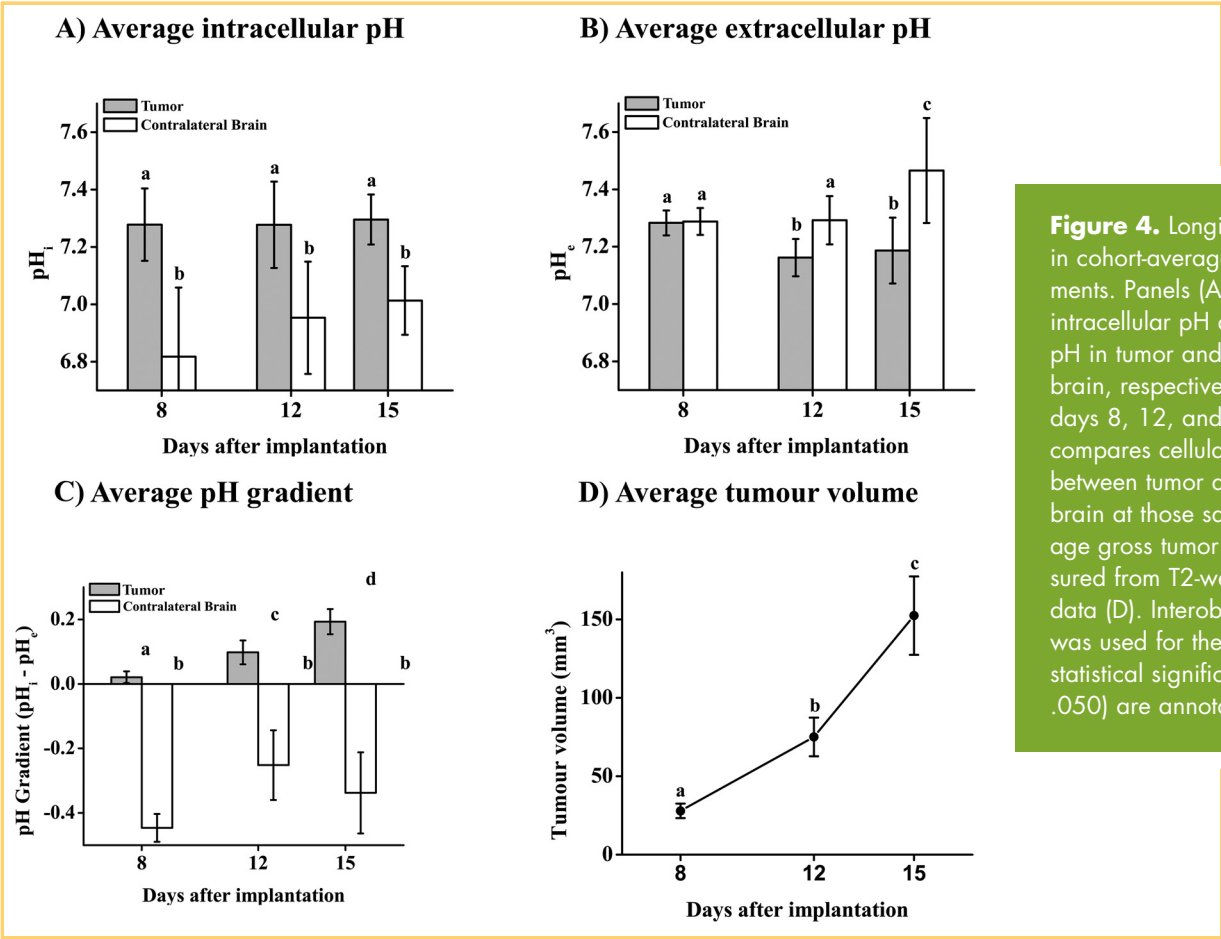 A) Average intracellular pH
Tumor
Contralateral Brain
7.6
7.4
7.2
7.0
6.8
pHi
a
b
a
b
a
b
8
12
15
Days after implantation
B) Average extracellular pH
Tumor
Contralateral Brain
7.6
7.4
7.2
7.0
6.8
pHe
a
a
b
a
b
c
8
12
15
Days after implantation
C) Average pH gradient
Tumor
Contralateral Brain
0.2
0.0
-0.2
-0.4
pH Gradient (pHi - pHe)
a
b
c
b
d
b
8
12
15
Days after implantation
D) Average tumour volume
150
100
50
0
Tumour volume (mm3)
a
b
c
8
12
15
Days after implantation
Figure 4. Longi
in cohort-averag
ments. Panels (A
intracellular pH
pH in tumor and
brain, respective
days 8, 12, and
compares cellula
between tumor
brain at those
age gross tumor
sured from
data (D). Interob
was used for the
statistical signific
.050) are annota